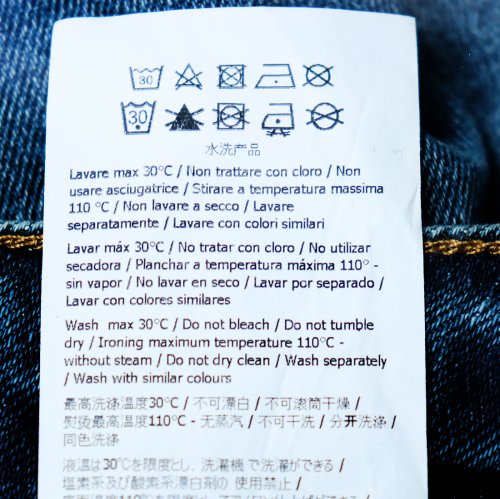 30
30
水洗产品
Lavare max 30°C / Non trattare con cloro / Non
usare asciugatrice / Stirare a temperatura massima
110 °C / Non lavare a secco / Lavare
separatamente / Lavare con colori similari
Lavar máx 30°C / No tratar con cloro / No utilizar
secadora / Planchar a temperatura máxima 110° -
sin vapor / No lavar en seco / Lavar por separado /
Lavar con colores similares
Wash max 30°C / Do not bleach / Do not tumble
dry / Ironing maximum temperature 110°C -
without steam / Do not dry clean / Wash separately
/ Wash with similar colours
最高洗涤温度30°C / 不可漂白 / 不可滚筒干燥 /
熨後最高温度110°C - 无蒸汽 / 不可干洗 / 分开洗涤 /
同色洗涤
液温は30°Cを限度とし、洗濯機で洗濯ができる /
塩素系及び酸素系漂白剤の使用禁止 /